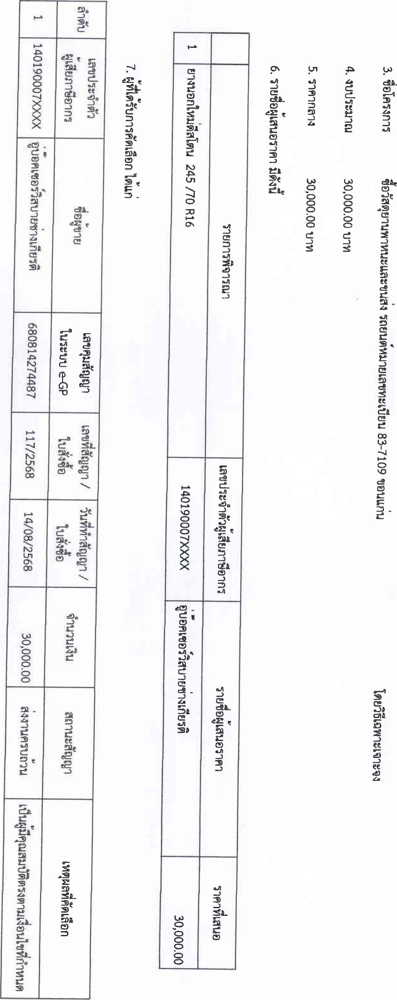 3. ชื่อโครงการ ซื้อวัสดุยานพาหนะและขนส่ง รถยนต์หมายเลขทะเบียน 83-7109 ขอนแก่น โดยวิธีเฉพาะเจาะจง
4. งบประมาณ 30,000.00 บาท
5. ราคากลาง 30,000.00 บาท
6. รายชื่อผู้เสนอราคา มีดังนี้
รายการพิจารณา เลขประจำตัวผู้เสียภาษีอากร รายชื่อผู้เสนอราคา ราคาที่เสนอ
1 ยางนอกใหม่ดีสโตน 245 /70 R16 140190007XXXX อู่บ๊อคเซอร์วิสบายช่างเกียรติ 30,000.00
7. ผู้ที่ได้รับการคัดเลือก ได้แก่
ลำดับ เลขประจำตัว ชื่อผู้ขาย เลขคุมสัญญา เลขที่สัญญา / วันที่ทำสัญญา / จำนวนเงิน สถานะสัญญา เหตุผลที่คัดเลือก
ผู้เสียภาษีอากร ในระบบ e-GP ใบสั่งซื้อ ใบสั่งซื้อ
1 140190007XXXX อู่บ๊อคเซอร์วิสบายช่างเกียรติ 680814274487 117/2568 14/08/2568 30,000.00 ส่งงานครบถ้วน เป็นผู้มีคุณสมบัติตรงตามเงื่อนไขที่กำหนด